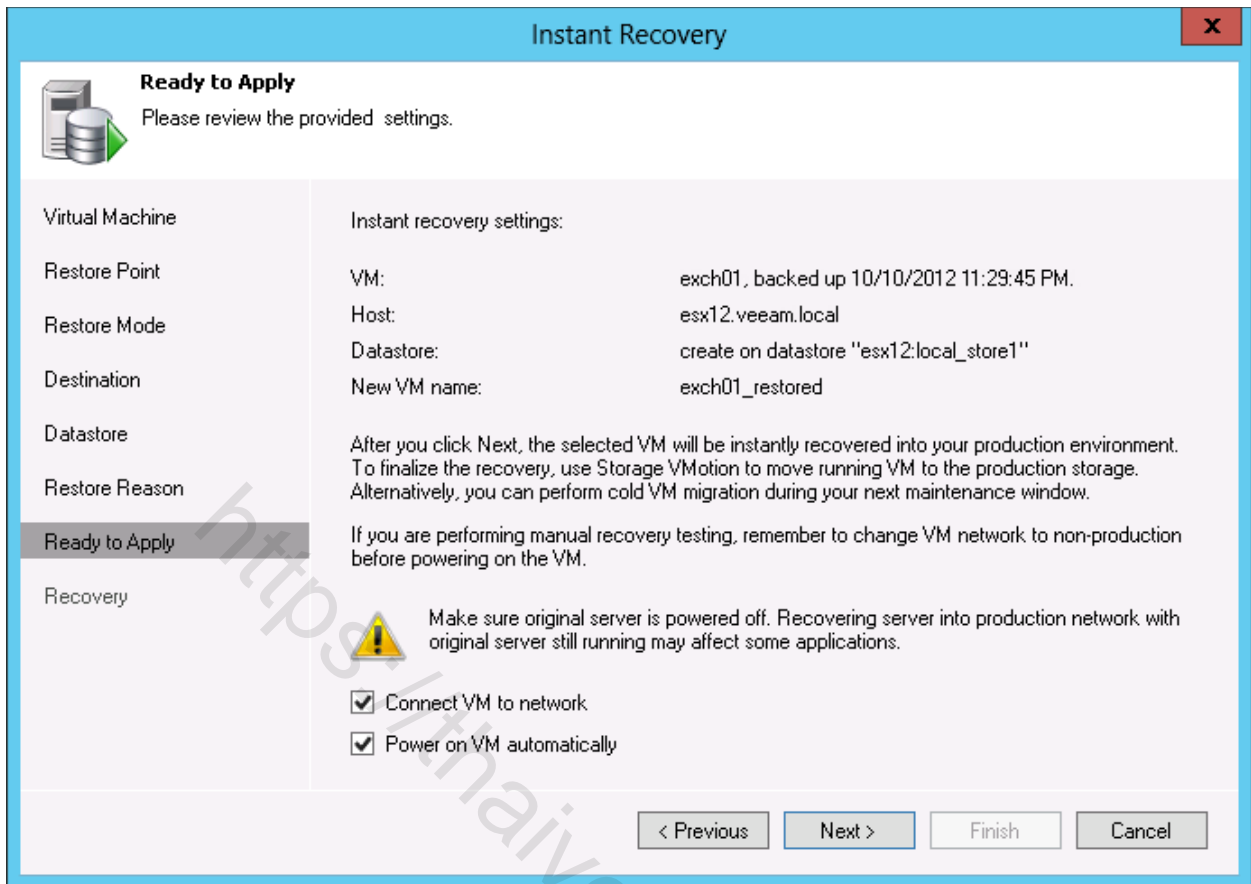 Instant Recovery
x
Ready to Apply
Please review the provided settings.
Virtual Machine
Restore Point
Restore Mode
Destination
Datastore
Restore Reason
Ready to Apply
Recovery
Instant recovery settings:
VM: exch01, backed up 10/10/2012 11:29:45 PM.
Host: esx12.veeam.local
Datastore: create on datastore "esx12:local_store1"
New VM name: exch01_restored
After you click Next, the selected VM will be instantly recovered into your production environment.
To finalize the recovery, use Storage VMotion to move running VM to the production storage.
Alternatively, you can perform cold VM migration during your next maintenance window.
If you are performing manual recovery testing, remember to change VM network to non-production
before powering on the VM.
Make sure original server is powered off. Recovering server into production network with
original server still running may affect some applications.
Connect VM to network
Power on VM automatically
< Previous Next > Finish Cancel